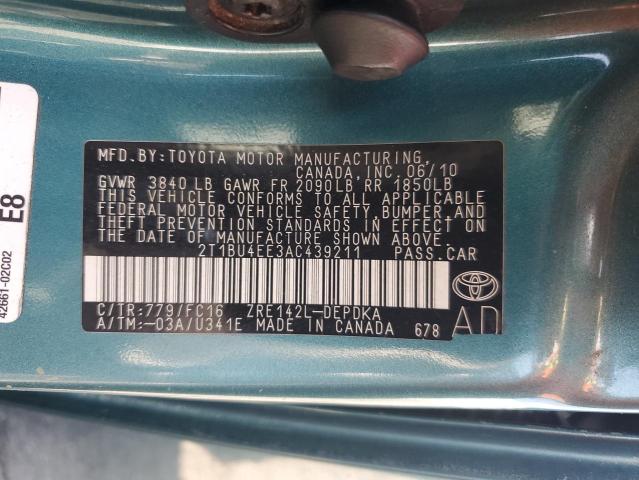 MFD. BY: TOYOTA MOTOR MANUFACTURING,
CANADA, INC. 06/10
GVWR 3840 LB GAWR FR 2090LB RR 1850LB
THIS VEHICLE CONFORMS TO ALL APPLICABLE
FEDERAL MOTOR VEHICLE SAFETY, BUMPER, AND
THEFT PREVENTION STANDARDS IN EFFECT ON
THE DATE OF MANUFACTURE SHOWN ABOVE.
2T1BU4EE3AC439211 PASS. CAR
C/TR: 779/FC16 ZRE142L-DEPDKA
A/TM: -03A/U341E MADE IN CANADA 678
AD
E8
42661-02C02